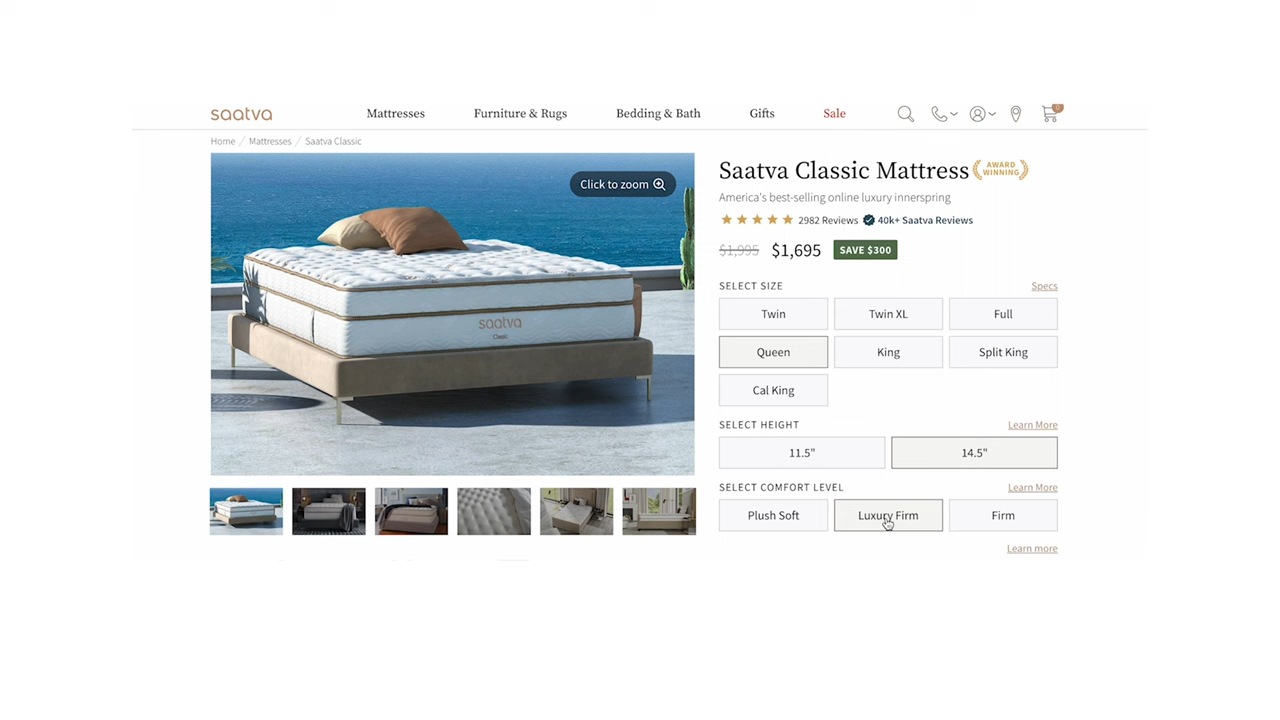 saatva
Mattresses Furniture & Rugs Bedding & Bath Gifts Sale
Home / Mattresses / Saatva Classic
Click to zoom
saatva
Classic
Saatva Classic Mattress AWARD WINNING
America's best-selling online luxury innerspring
2982 Reviews 40k+ Saatva Reviews
$1,995 $1,695 SAVE $300
SELECT SIZE Specs
Twin Twin XL Full
Queen King Split King
Cal King
SELECT HEIGHT Learn More
11.5" 14.5"
SELECT COMFORT LEVEL Learn More
Plush Soft Luxury Firm Firm
Learn more